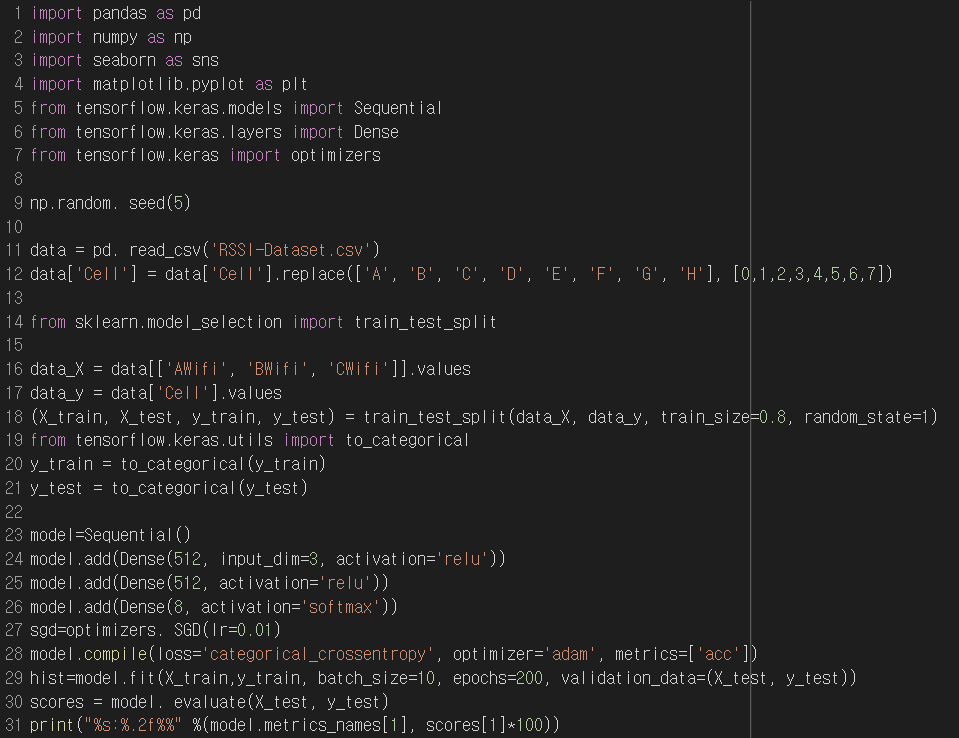 1 import pandas as pd
2 import numpy as np
3 import seaborn as sns
4 import matplotlib.pyplot as plt
5 from tensorflow.keras.models import Sequential
6 from tensorflow.keras.layers import Dense
7 from tensorflow.keras import optimizers
8
9 np.random. seed(5)
10
11 data = pd. read_csv('RSSI-Dataset.csv')
12 data['Cell'] = data['Cell'].replace(['A', 'B', 'C', 'D', 'E', 'F', 'G', 'H'], [0,1,2,3,4,5,6,7])
13
14 from sklearn.model_selection import train_test_split
15
16 data_X = data[['AWifi', 'BWifi', 'CWifi']].values
17 data_y = data['Cell'].values
18 (X_train, X_test, y_train, y_test) = train_test_split(data_X, data_y, train_size=0.8, random_state=1)
19 from tensorflow.keras.utils import to_categorical
20 y_train = to_categorical(y_train)
21 y_test = to_categorical(y_test)
22
23 model=Sequential()
24 model.add(Dense(512, input_dim=3, activation='relu'))
25 model.add(Dense(512, activation='relu'))
26 model.add(Dense(8, activation='softmax'))
27 sgd=optimizers. SGD(lr=0.01)
28 model.compile(loss='categorical_crossentropy', optimizer='adam', metrics=['acc'])
29 hist=model.fit(X_train,y_train, batch_size=10, epochs=200, validation_data=(X_test, y_test))
30 scores = model. evaluate(X_test, y_test)
31 print("%s:%.2f%%" %(model.metrics_names[1], scores[1]*100))